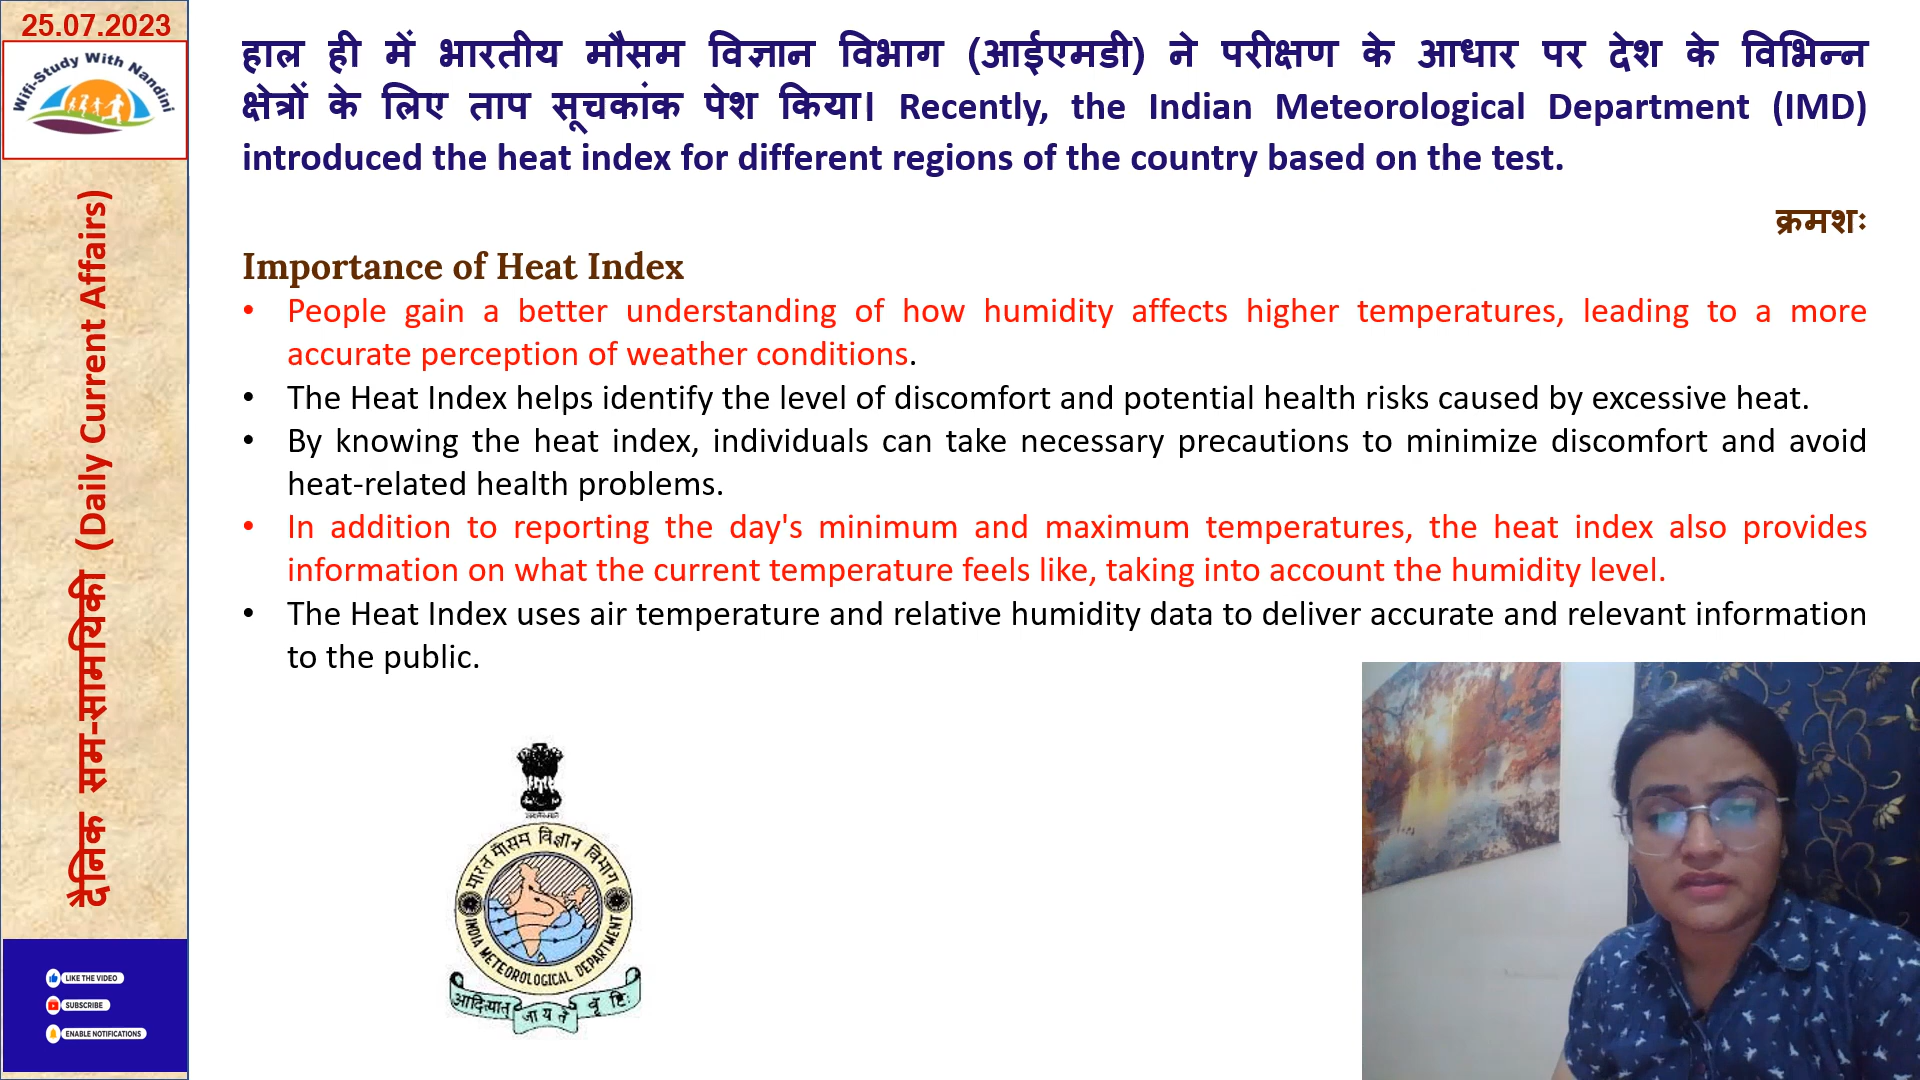 25.07.2023
Wifi-Study With Nandini
दैनिक सम-सामयिकी (Daily Current Affairs)
LIKE THE VIDEO
SUBSCRIBE
ENABLE NOTIFICATIONS
हाल ही में भारतीय मौसम विज्ञान विभाग (आईएमडी) ने परीक्षण के आधार पर देश के विभिन्न
क्षेत्रों के लिए ताप सूचकांक पेश किया| Recently, the Indian Meteorological Department (IMD)
introduced the heat index for different regions of the country based on the test.
क्रमशः
Importance of Heat Index
• People gain a better understanding of how humidity affects higher temperatures, leading to a more
accurate perception of weather conditions.
• The Heat Index helps identify the level of discomfort and potential health risks caused by excessive heat.
• By knowing the heat index, individuals can take necessary precautions to minimize discomfort and avoid
heat-related health problems.
• In addition to reporting the day's minimum and maximum temperatures, the heat index also provides
information on what the current temperature feels like, taking into account the humidity level.
• The Heat Index uses air temperature and relative humidity data to deliver accurate and relevant information
to the public.
भारत मौसम विज्ञान विभाग
INDIA METEOROLOGICAL DEPARTMENT
आदित्यात् जायते वृष्टिः